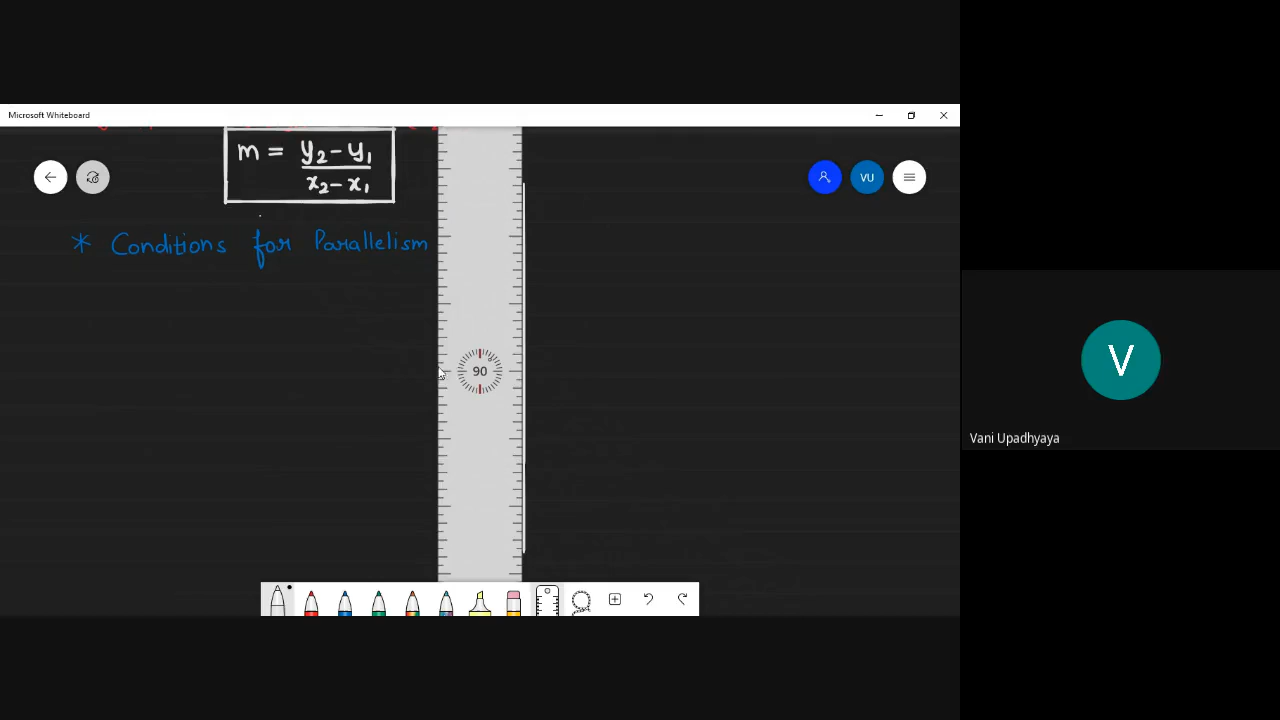 Microsoft Whiteboard
m = y₂ - y₁
x₂ - x₁
VU
* Conditions for Parallelism
90
V
Vani Upadhyaya